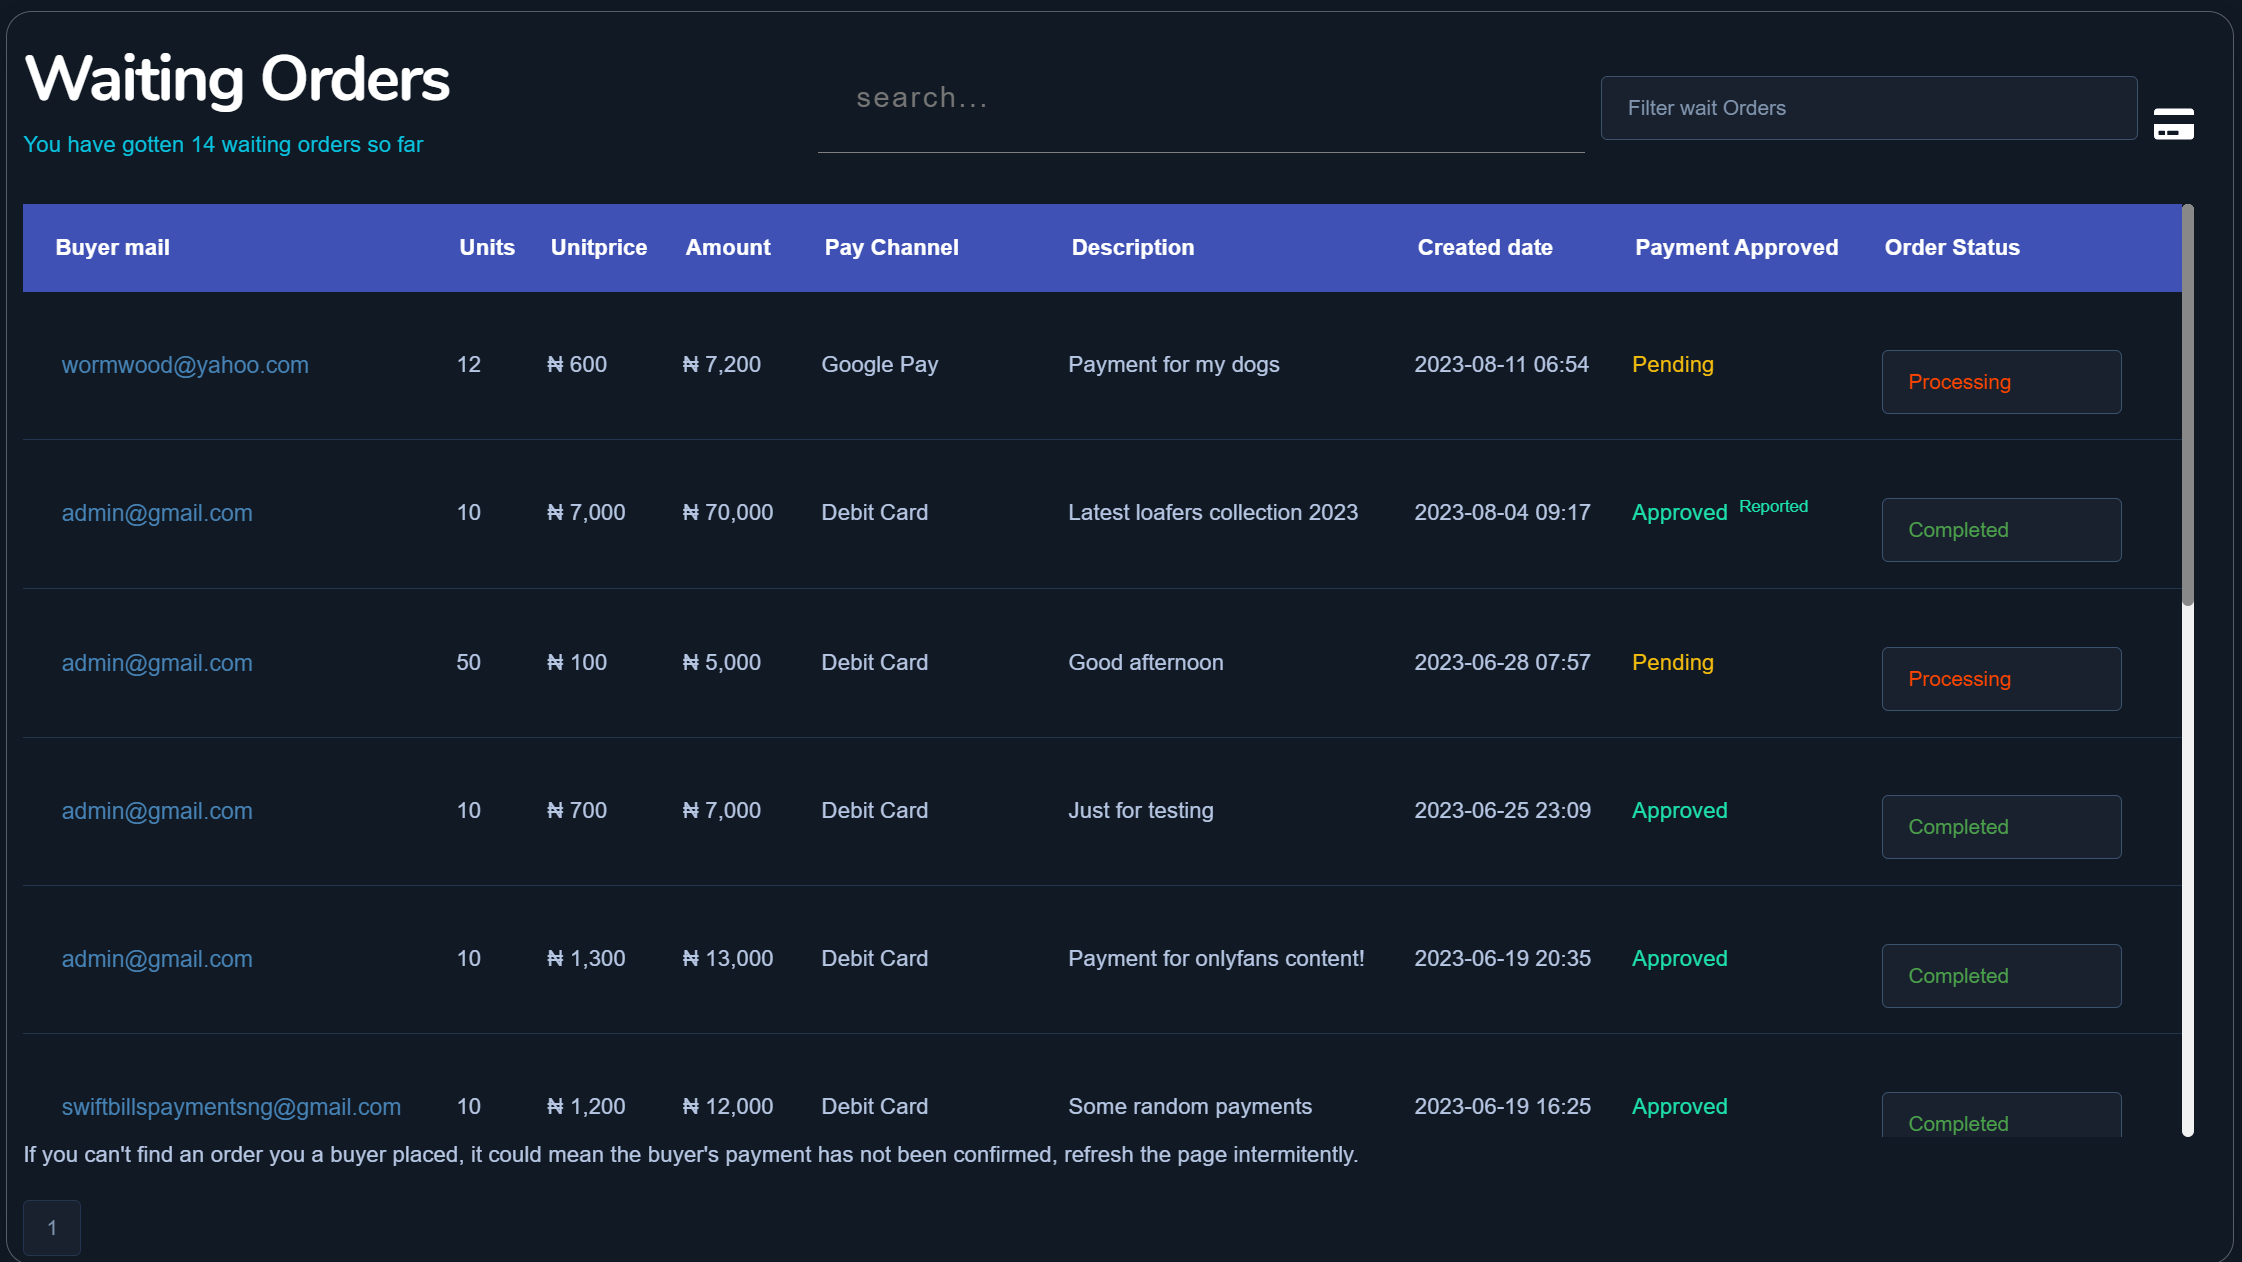 Waiting Orders
You have gotten 14 waiting orders so far
search...
Filter wait Orders
Buyer mail Units Unitprice Amount Pay Channel Description Created date Payment Approved Order Status
wormwood@yahoo.com 12 ₦ 600 ₦ 7,200 Google Pay Payment for my dogs 2023-08-11 06:54 Pending Processing
admin@gmail.com 10 ₦ 7,000 ₦ 70,000 Debit Card Latest loafers collection 2023 2023-08-04 09:17 Approved Reported Completed
admin@gmail.com 50 ₦ 100 ₦ 5,000 Debit Card Good afternoon 2023-06-28 07:57 Pending Processing
admin@gmail.com 10 ₦ 700 ₦ 7,000 Debit Card Just for testing 2023-06-25 23:09 Approved Completed
admin@gmail.com 10 ₦ 1,300 ₦ 13,000 Debit Card Payment for onlyfans content! 2023-06-19 20:35 Approved Completed
swiftbillspaymentsng@gmail.com 10 ₦ 1,200 ₦ 12,000 Debit Card Some random payments 2023-06-19 16:25 Approved Completed
If you can't find an order you a buyer placed, it could mean the buyer's payment has not been confirmed, refresh the page intermitently.
1